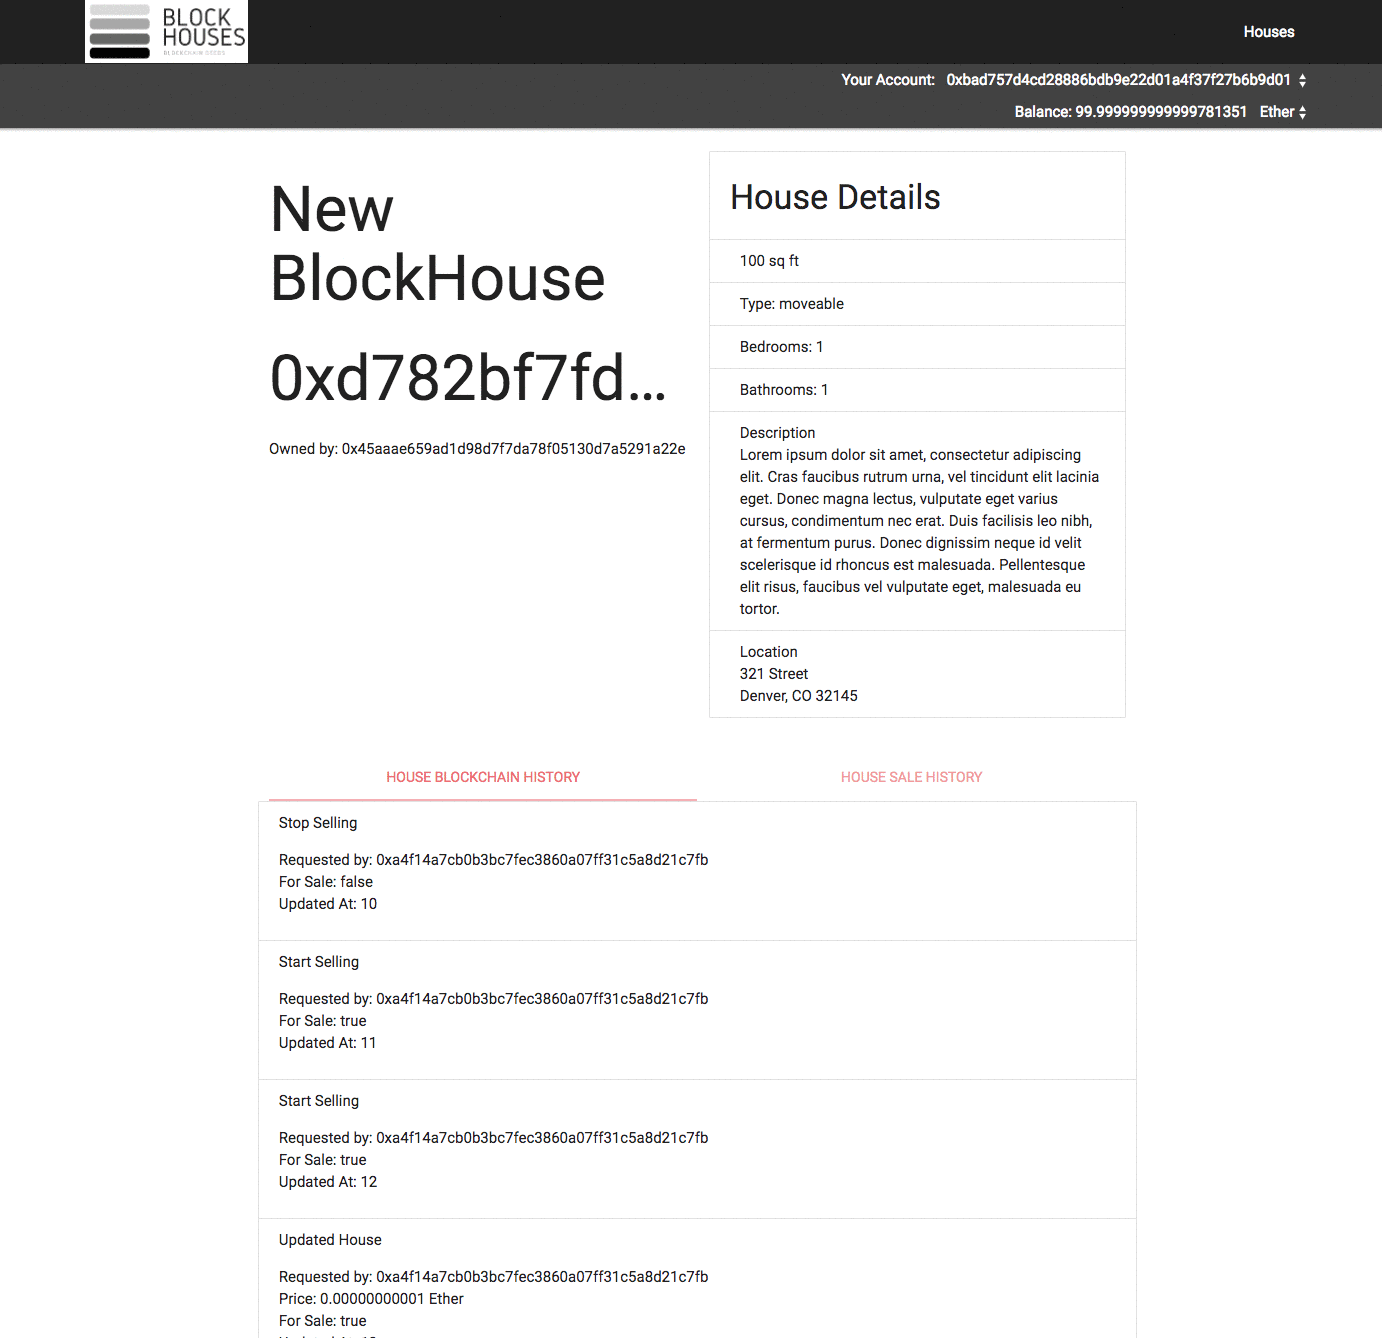 BLOCK
HOUSES
BLOCKCHAIN DEEDS
Houses
Your Account: 0xbad757d4cd28886bdb9e22d01a4f37f27b6b9d01
Balance: 99.999999999999781351 Ether
New
BlockHouse
0xd782bf7fd...
Owned by: 0x45aaae659ad1d98d7f7da78f05130d7a5291a22e
House Details
100 sq ft
Type: moveable
Bedrooms: 1
Bathrooms: 1
Description
Lorem ipsum dolor sit amet, consectetur adipiscing
elit. Cras faucibus rutrum urna, vel tincidunt elit lacinia
eget. Donec magna lectus, vulputate eget varius
cursus, condimentum nec erat. Duis facilisis leo nibh,
at fermentum purus. Donec dignissim neque id velit
scelerisque id rhoncus est malesuada. Pellentesque
elit risus, faucibus vel vulputate eget, malesuada eu
tortor.
Location
321 Street
Denver, CO 32145
HOUSE BLOCKCHAIN HISTORY
HOUSE SALE HISTORY
Stop Selling
Requested by: 0xa4f14a7cb0b3bc7fec3860a07ff31c5a8d21c7fb
For Sale: false
Updated At: 10
Start Selling
Requested by: 0xa4f14a7cb0b3bc7fec3860a07ff31c5a8d21c7fb
For Sale: true
Updated At: 11
Start Selling
Requested by: 0xa4f14a7cb0b3bc7fec3860a07ff31c5a8d21c7fb
For Sale: true
Updated At: 12
Updated House
Requested by: 0xa4f14a7cb0b3bc7fec3860a07ff31c5a8d21c7fb
Price: 0.00000000001 Ether
For Sale: true